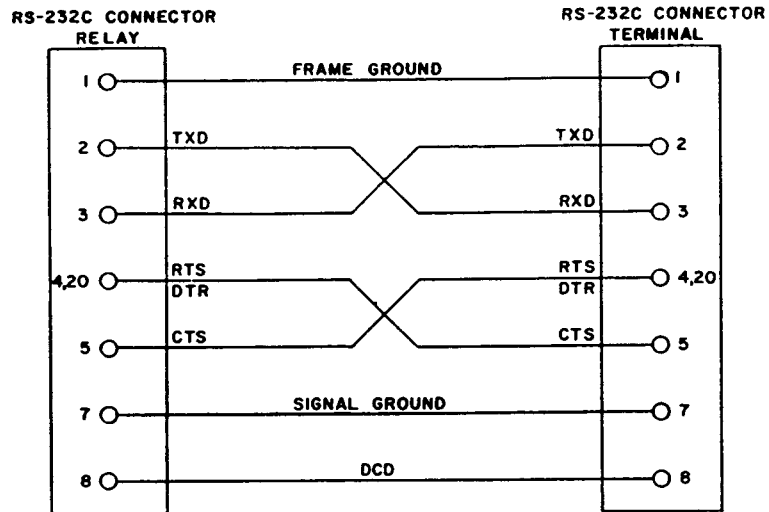 RS-232C CONNECTOR
RELAY
RS-232C CONNECTOR
TERMINAL
1 FRAME GROUND 1
2 TXD TXD 2
3 RXD RXD 3
4,20 RTS RTS 4,20
DTR DTR
5 CTS CTS 5
7 SIGNAL GROUND 7
8 DCD 8